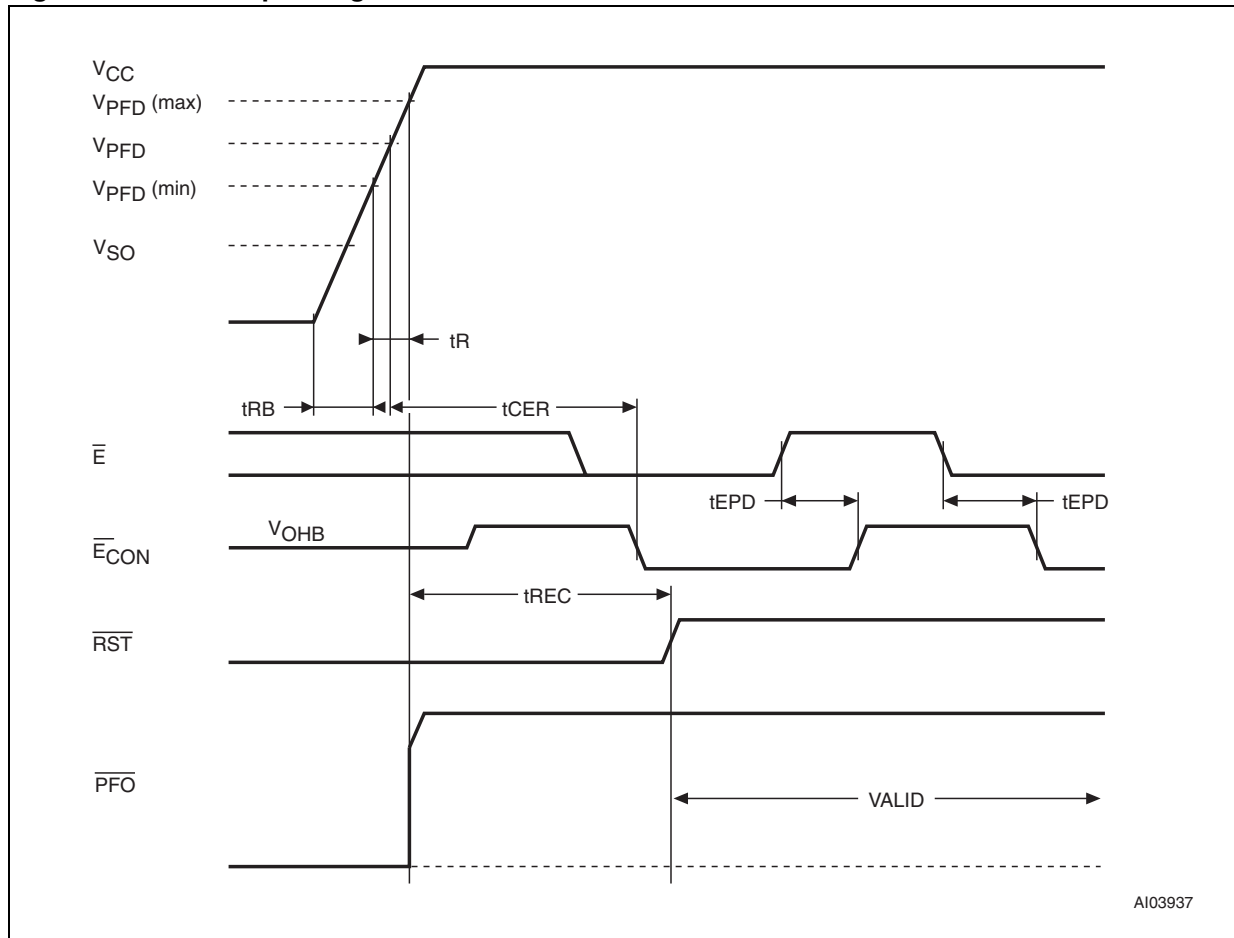 VCC
VPFD (max)
VPFD
VPFD (min)
VSO
tR
tRB
tCER
E
tEPD
tEPD
VOHB
ECON
tREC
RST
PFO
VALID
AI03937